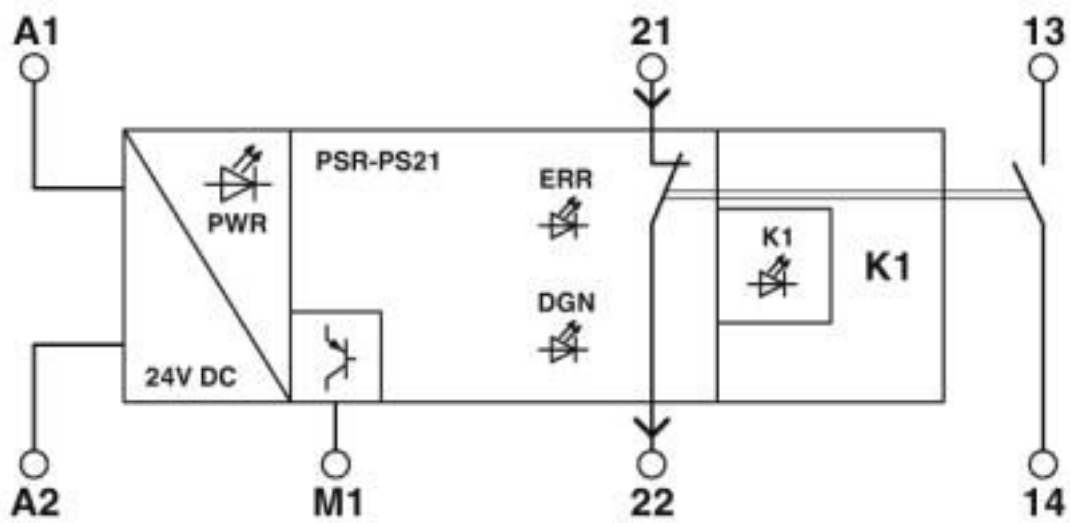 A1
21
13
PSR-PS21
PWR
ERR
K1
K1
DGN
24V DC
A2
M1
22
14